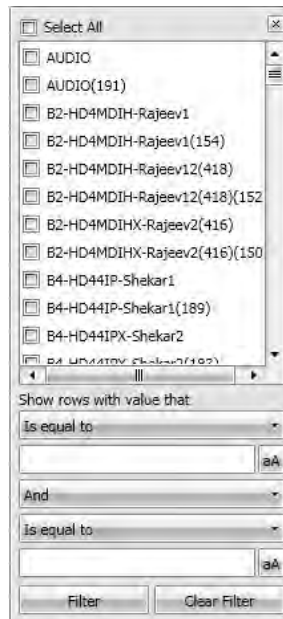 Select All
AUDIO
AUDIO(191)
B2-HD4MDIH-Rajeev1
B2-HD4MDIH-Rajeev1(154)
B2-HD4MDIH-Rajeev12(418)
B2-HD4MDIH-Rajeev12(418)(152
B2-HD4MDIHX-Rajeev2(416)
B2-HD4MDIHX-Rajeev2(416)(150
B4-HD44IP-Shekar1
B4-HD44IP-Shekar1(189)
B4-HD44IPX-Shekar2
Show rows with value that
Is equal to
aA
And
Is equal to
aA
Filter Clear Filter